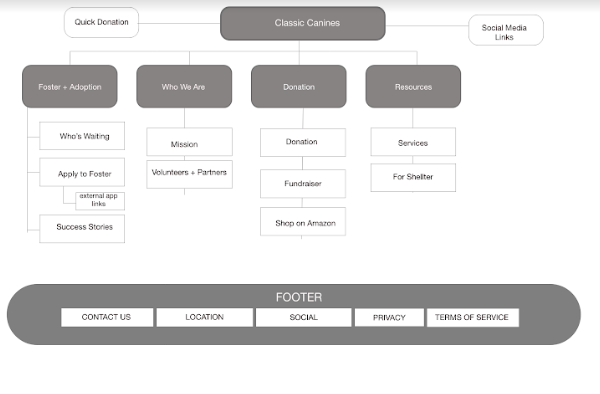 Quick Donation
Classic Canines
Social Media
Links
Foster + Adoption
Who We Are
Donation
Resources
Who's Waiting
Apply to Foster
external app
links
Success Stories
Mission
Volunteers + Partners
Donation
Fundraiser
Shop on Amazon
Services
For Shellter
FOOTER
CONTACT US
LOCATION
SOCIAL
PRIVACY
TERMS OF SERVICE